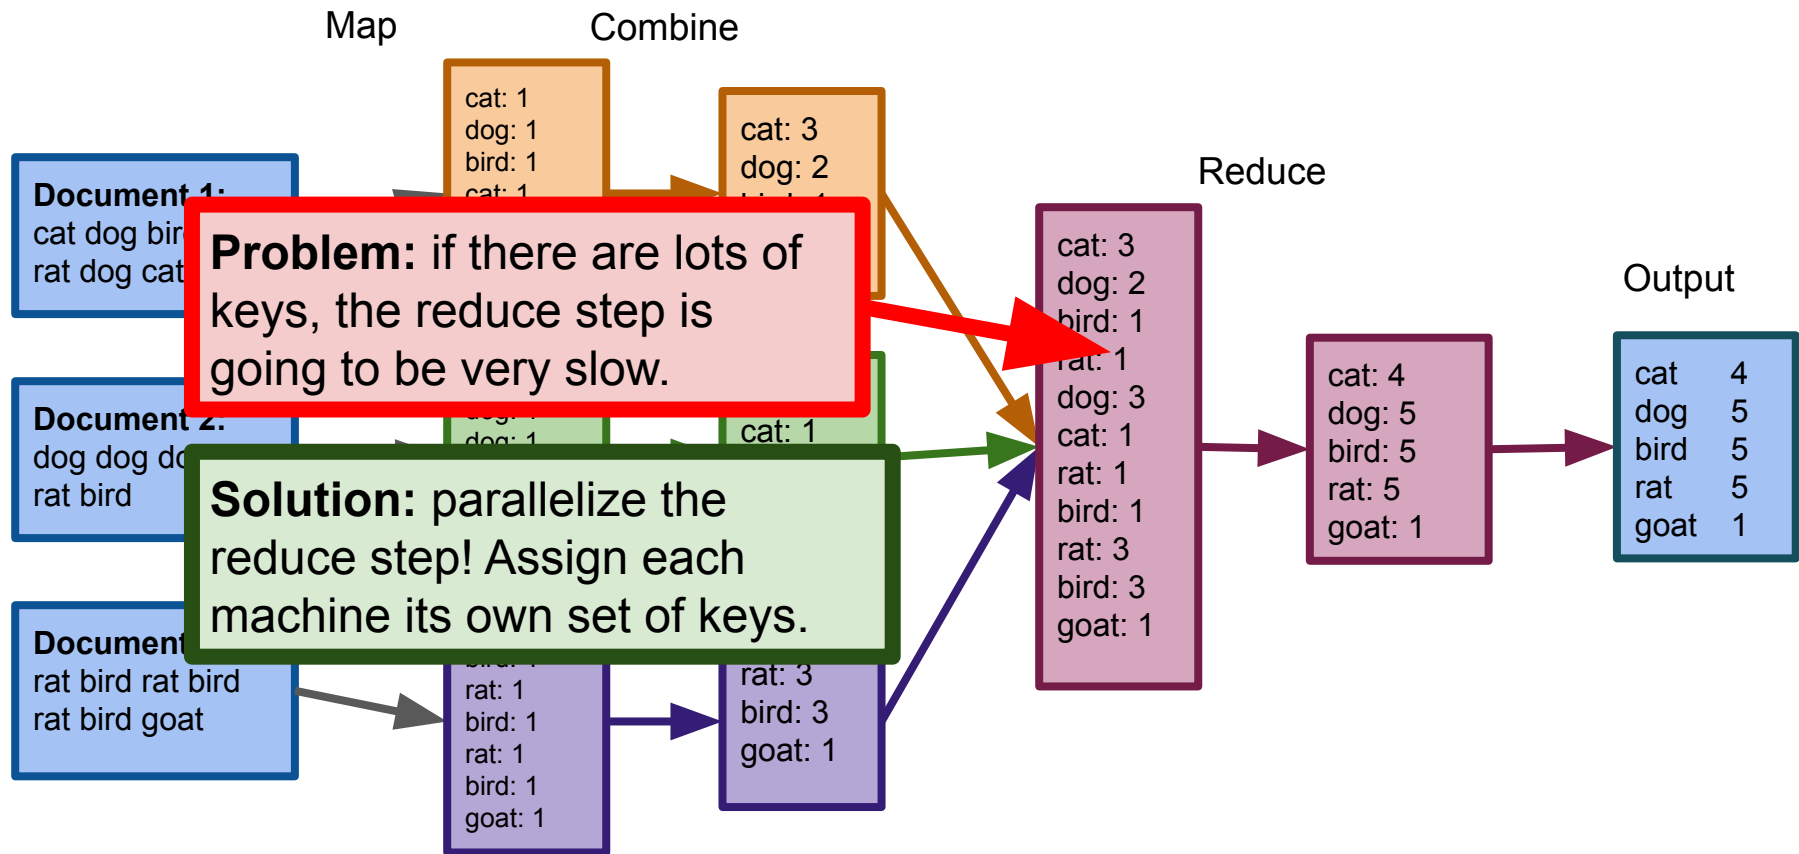 Map
Combine
Document 1:
cat dog bir
rat dog cat
Document 2:
dog dog do
rat bird
Document
rat bird rat bird
rat bird goat
cat: 1
dog: 1
bird: 1
cat: 1
dog: 1
rat: 1
bird: 1
rat: 1
bird: 1
goat: 1
cat: 3
dog: 2
cat: 1
rat: 3
bird: 3
goat: 1
Problem: if there are lots of
keys, the reduce step is
going to be very slow.
Solution: parallelize the
reduce step! Assign each
machine its own set of keys.
Reduce
cat: 3
dog: 2
bird: 1
rat: 1
dog: 3
cat: 1
rat: 1
bird: 1
rat: 3
bird: 3
goat: 1
cat: 4
dog: 5
bird: 5
rat: 5
goat: 1
Output
cat 4
dog 5
bird 5
rat 5
goat 1